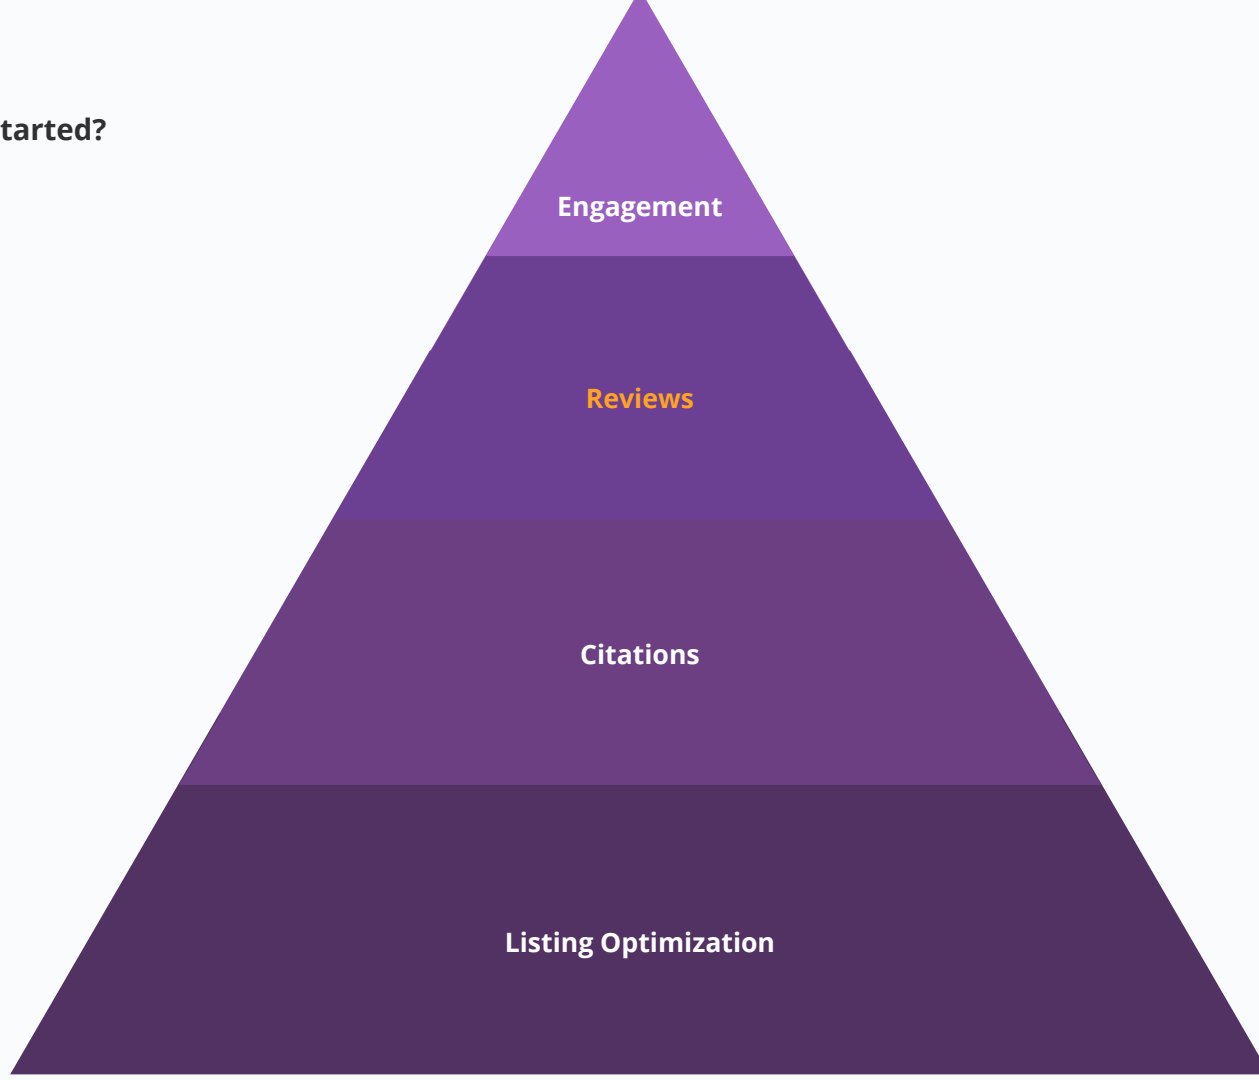 tarted?
Engagement
Reviews
Citations
Listing Optimization